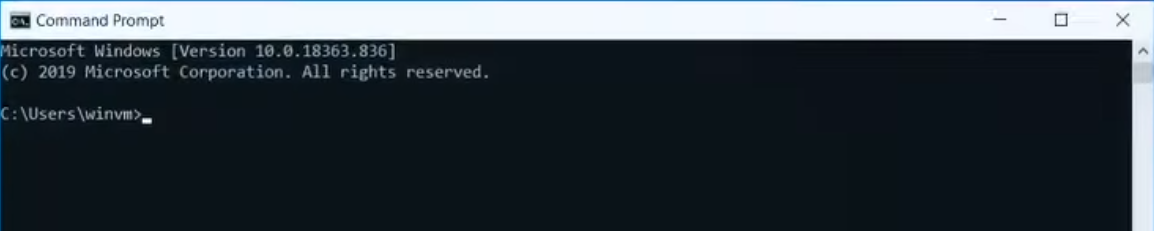 Command Prompt
Microsoft Windows [Version 10.0.18363.836]
(c) 2019 Microsoft Corporation. All rights reserved.
C:\Users\winvm>